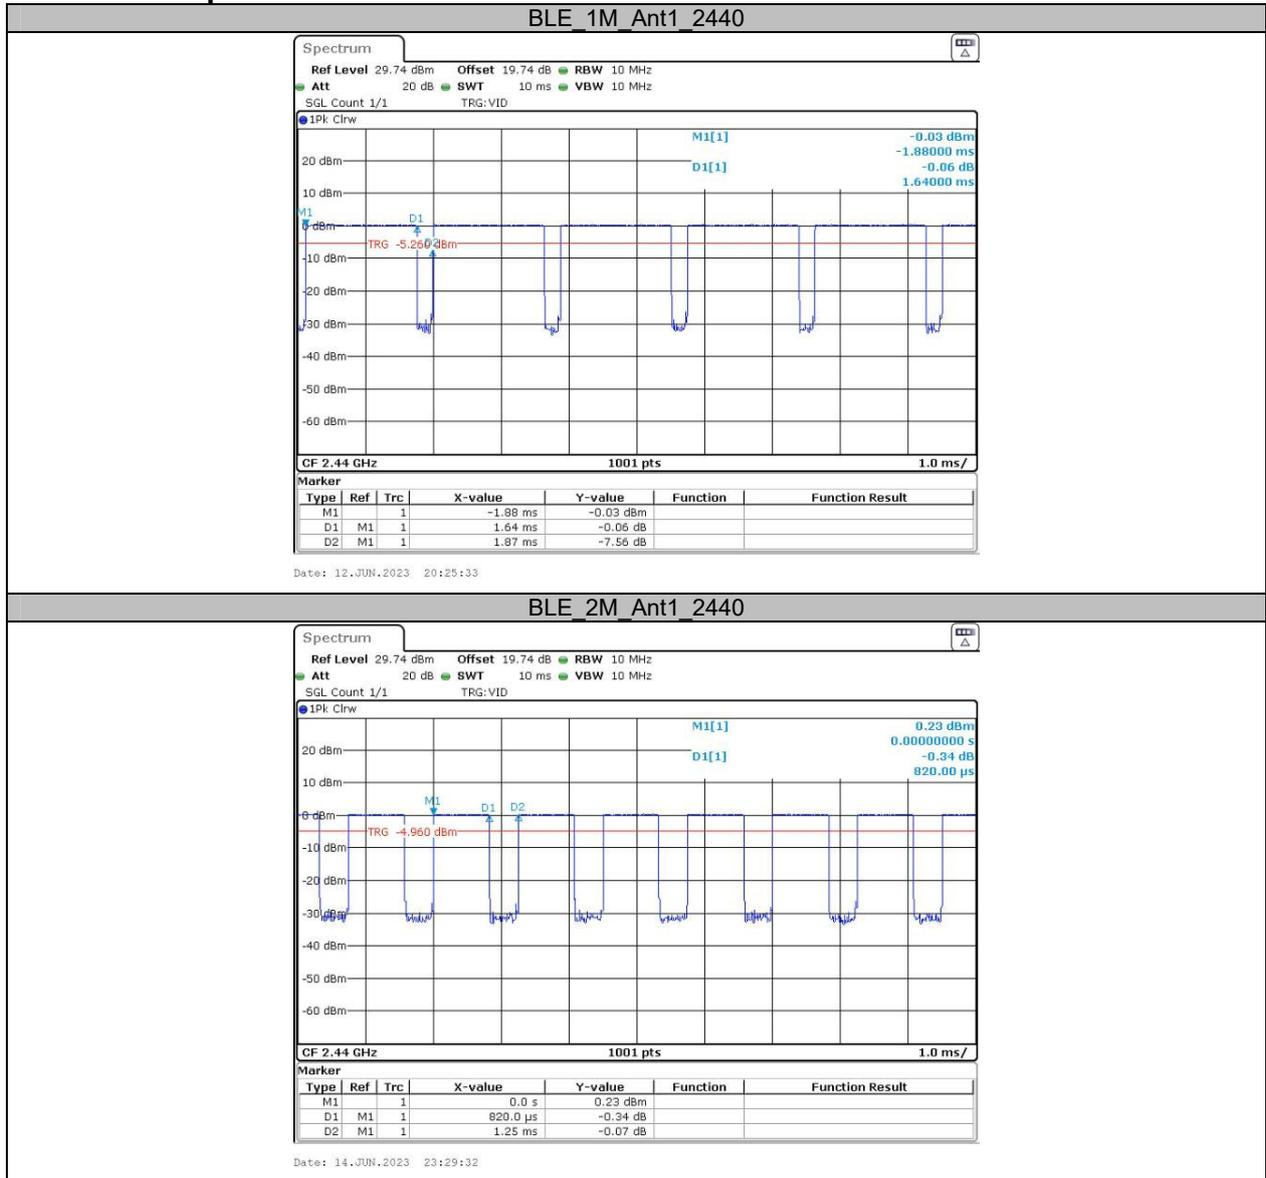 BLE_1M_Ant1_2440
Spectrum
Ref Level 29.74 dBm Offset 19.74 dB RBW 10 MHz
Att 20 dB SWT 10 ms VBW 10 MHz
SGL Count 1/1 TRG:VID
1Pk Clrw
M1[1] -0.03 dBm
-1.88000 ms
20 dBm
D1[1] -0.06 dB
1.64000 ms
10 dBm
M1
D1
0 dBm
TRG -5.260 dBm
D2
-10 dBm
-20 dBm
-30 dBm
-40 dBm
-50 dBm
-60 dBm
CF 2.44 GHz 1001 pts 1.0 ms/
Marker
Type Ref Trc X-value Y-value Function Function Result
M1 1 -1.88 ms -0.03 dBm
D1 M1 1 1.64 ms -0.06 dB
D2 M1 1 1.87 ms -7.56 dB
Date: 12.JUN.2023 20:25:33
BLE_2M_Ant1_2440
Spectrum
Ref Level 29.74 dBm Offset 19.74 dB RBW 10 MHz
Att 20 dB SWT 10 ms VBW 10 MHz
SGL Count 1/1 TRG:VID
1Pk Clrw
M1[1] 0.23 dBm
0.00000000 s
20 dBm
D1[1] -0.34 dB
820.00 µs
10 dBm
M1 D1 D2
0 dBm
TRG -4.960 dBm
-10 dBm
-20 dBm
-30 dBm
-40 dBm
-50 dBm
-60 dBm
CF 2.44 GHz 1001 pts 1.0 ms/
Marker
Type Ref Trc X-value Y-value Function Function Result
M1 1 0.0 s 0.23 dBm
D1 M1 1 820.0 µs -0.34 dB
D2 M1 1 1.25 ms -0.07 dB
Date: 14.JUN.2023 23:29:32